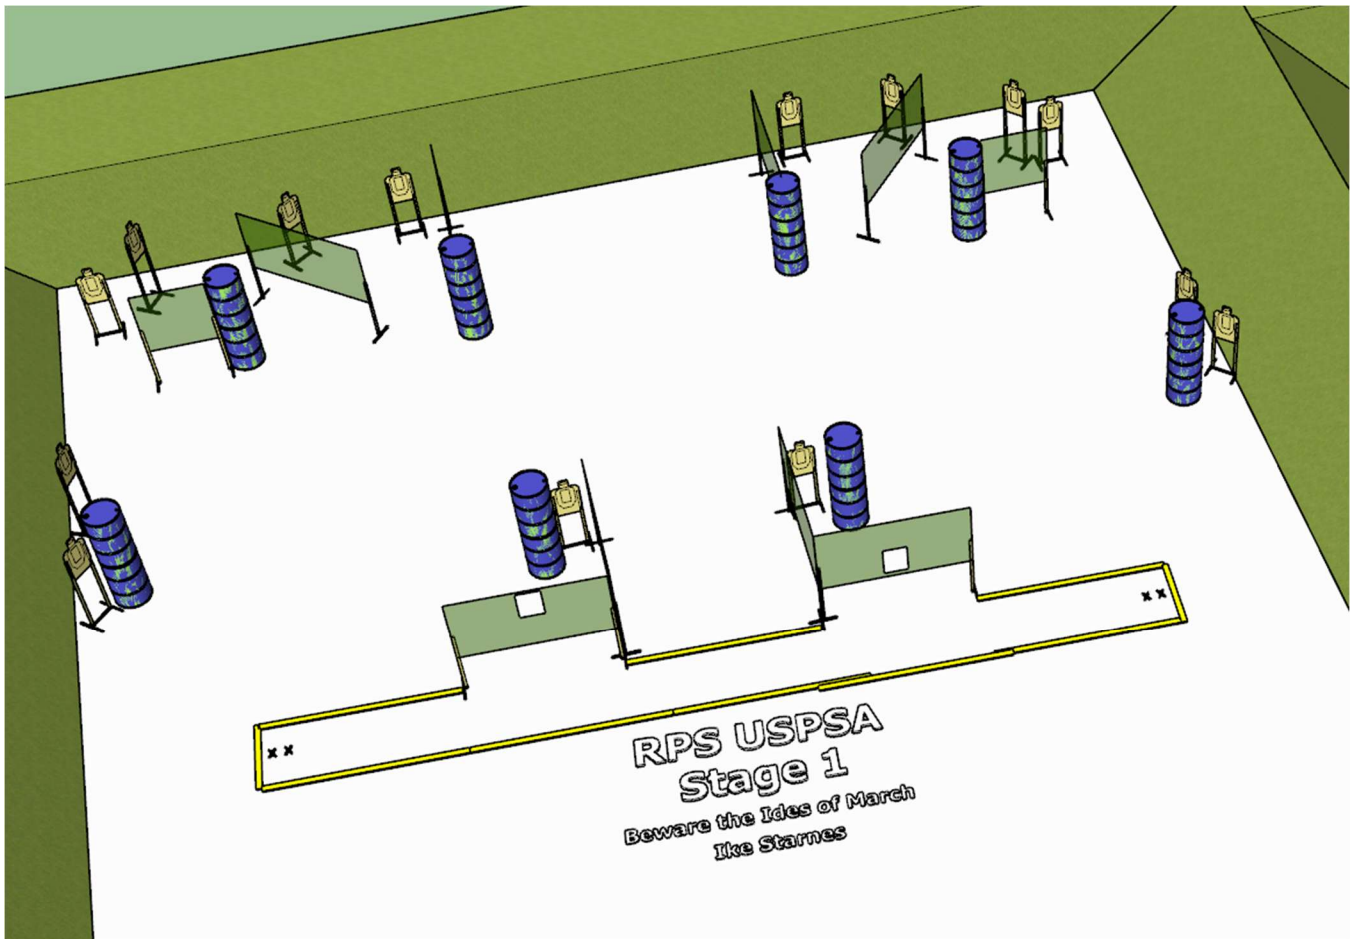 x x
x x
RPS USPSA
Stage 1
Beware the Ides of March
Ike Starnes